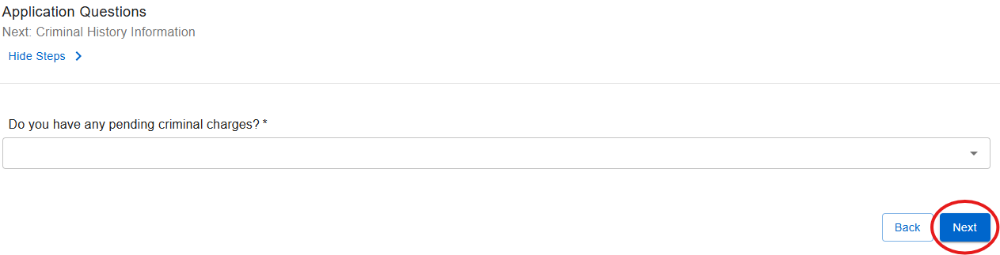 Application Questions
Next: Criminal History Information
Hide Steps
Do you have any pending criminal charges? *
Back
Next